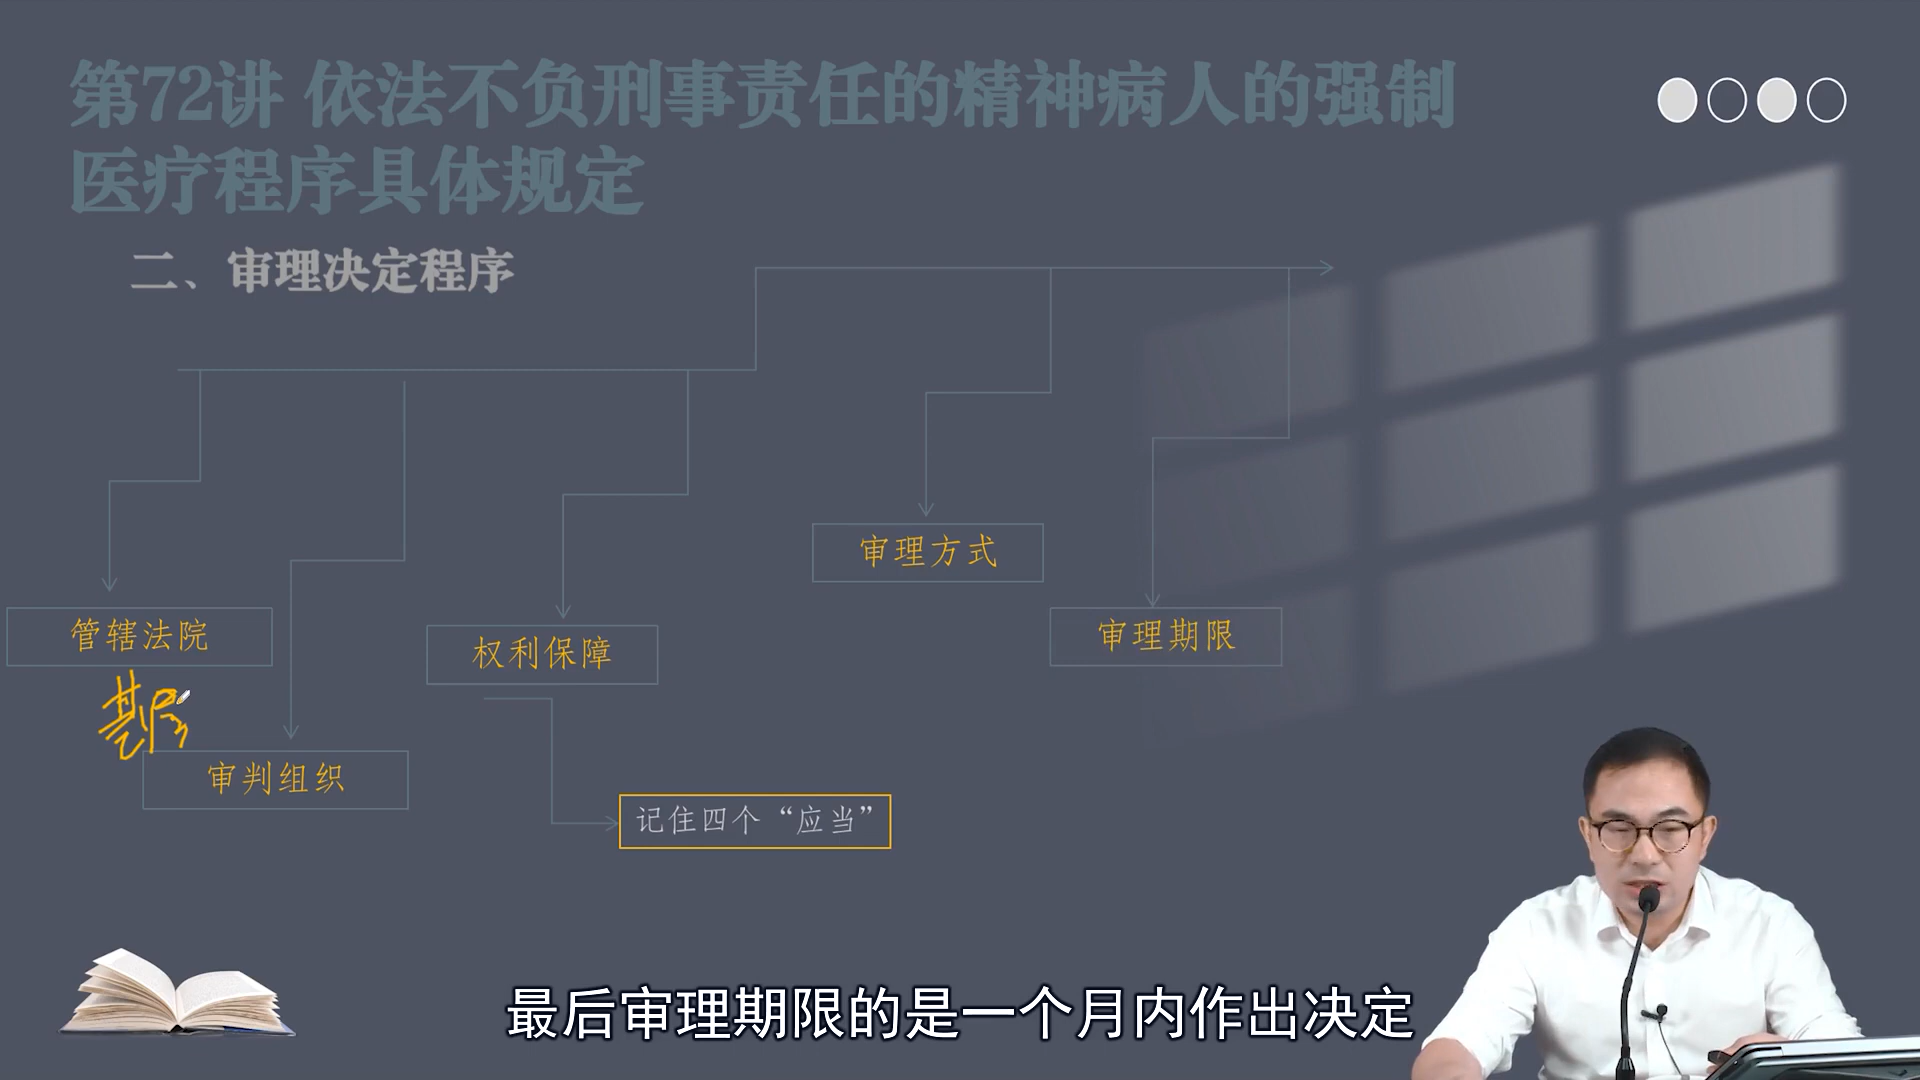 第72讲 依法不负刑事责任的精神病人的强制
医疗程序具体规定
二、审理决定程序
审理方式
管辖法院
审理期限
权利保障
基层
审判组织
记住四个“应当”
最后审理期限的是一个月内作出决定